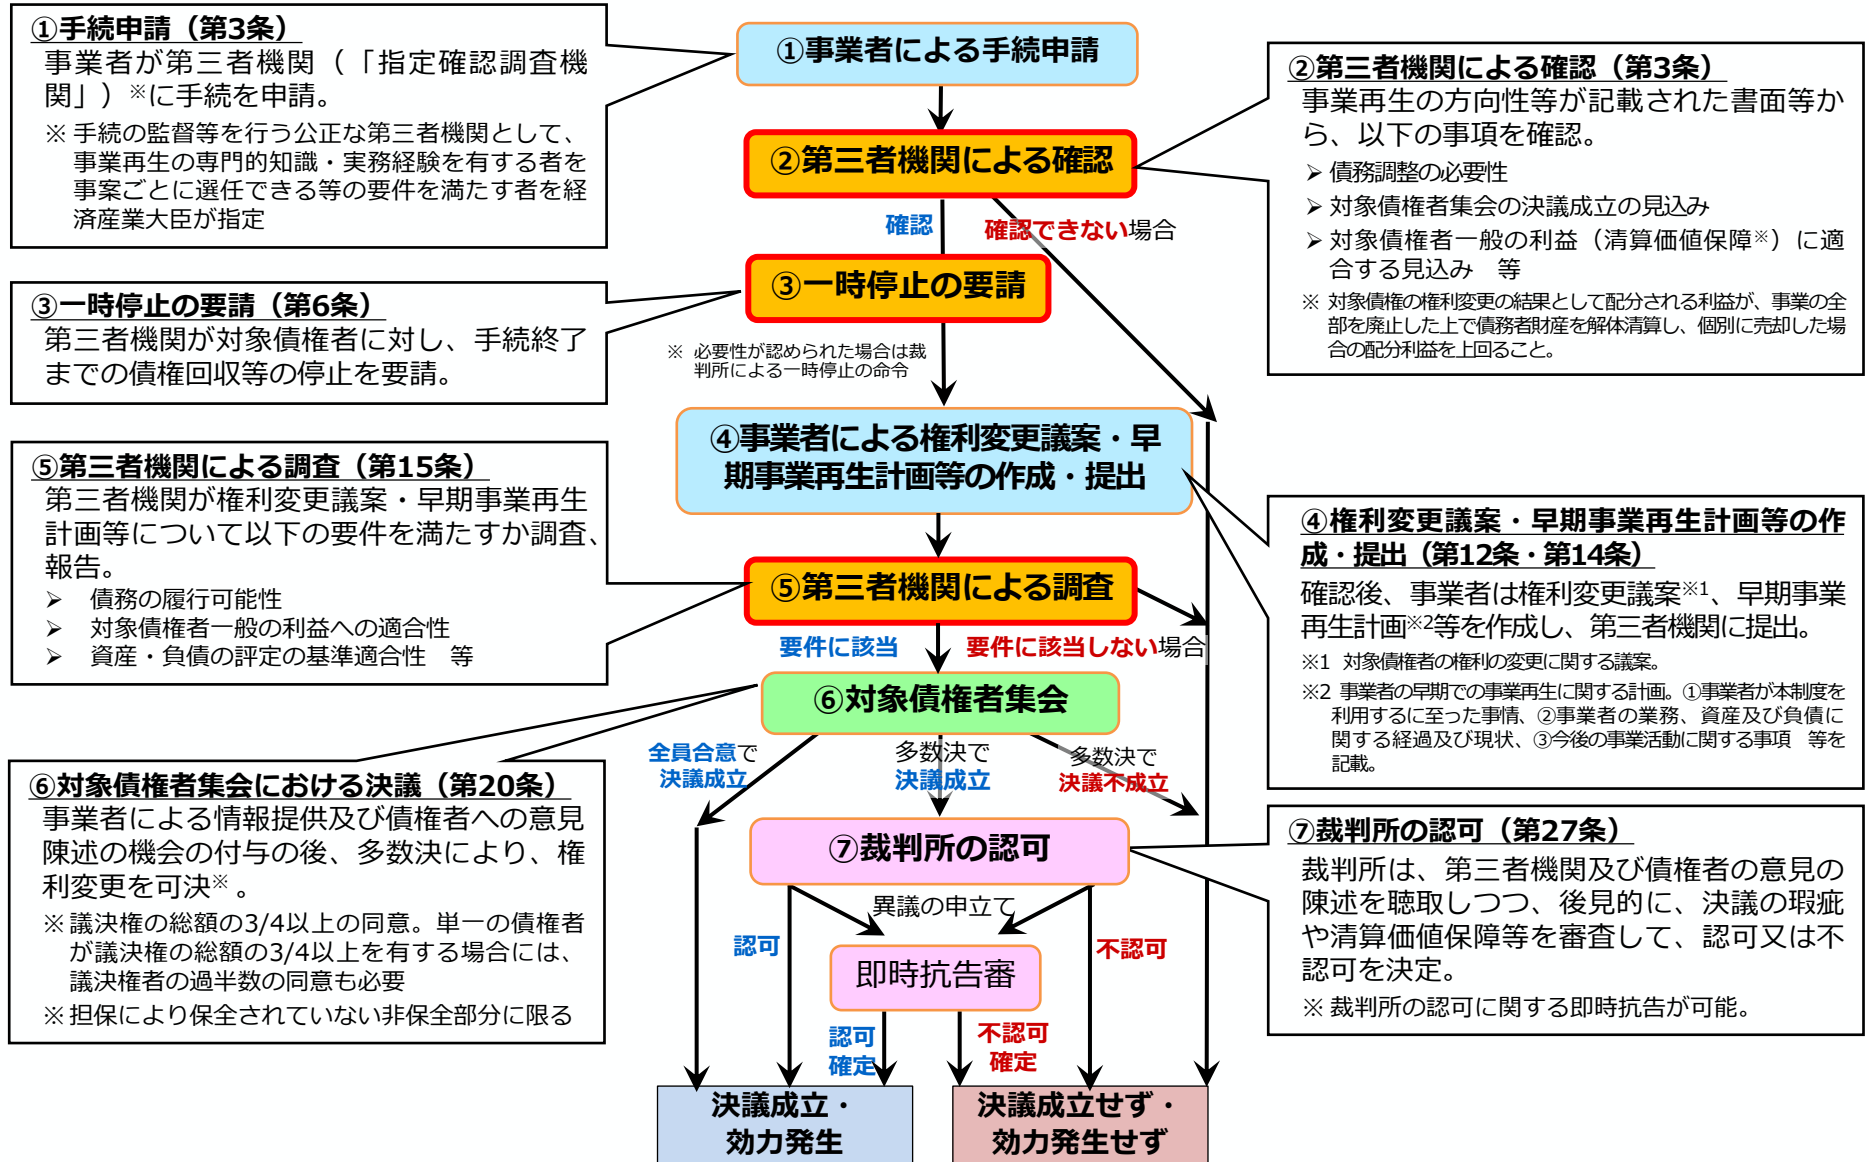 ①手続申請（第3条）
事業者が第三者機関（「指定確認調査機
関」）※に手続を申請。
※ 手続の監督等を行う公正な第三者機関として、
事業再生の専門的知識・実務経験を有する者を
事案ごとに選任できる等の要件を満たす者を経
済産業大臣が指定
③一時停止の要請（第6条）
第三者機関が対象債権者に対し、手続終了
までの債権回収等の停止を要請。
⑤第三者機関による調査（第15条）
第三者機関が権利変更議案・早期事業再生
計画等について以下の要件を満たすか調査、
報告。
➢ 債務の履行可能性
➢ 対象債権者一般の利益への適合性
➢ 資産・負債の評定の基準適合性　等
⑥対象債権者集会における決議（第20条）
事業者による情報提供及び債権者への意見
陳述の機会の付与の後、多数決により、権
利変更を可決※。
※ 議決権の総額の3/4以上の同意。単一の債権者
が議決権の総額の3/4以上を有する場合には、
議決権者の過半数の同意も必要
※ 担保により保全されていない非保全部分に限る
①事業者による手続申請
②第三者機関による確認
確認
確認できない場合
③一時停止の要請
※ 必要性が認められた場合は裁
判所による一時停止の命令
④事業者による権利変更議案・早
期事業再生計画等の作成・提出
⑤第三者機関による調査
要件に該当
要件に該当しない場合
⑥対象債権者集会
全員合意で
決議成立
多数決で
決議成立
多数決で
決議不成立
⑦裁判所の認可
異議の申立て
認可
不認可
即時抗告審
認可
確定
不認可
確定
決議成立・
効力発生
決議成立せず・
効力発生せず
②第三者機関による確認（第3条）
事業再生の方向性等が記載された書面等か
ら、以下の事項を確認。
➢ 債務調整の必要性
➢ 対象債権者集会の決議成立の見込み
➢ 対象債権者一般の利益（清算価値保障※）に適
合する見込み　等
※ 対象債権の権利変更の結果として配分される利益が、事業の全
部を廃止した上で債務者財産を解体清算し、個別に売却した場
合の配分利益を上回ること。
④権利変更議案・早期事業再生計画等の作
成・提出（第12条・第14条）
確認後、事業者は権利変更議案※1、早期事業
再生計画※2等を作成し、第三者機関に提出。
※1 対象債権者の権利の変更に関する議案。
※2 事業者の早期での事業再生に関する計画。①事業者が本制度を
利用するに至った事情、②事業者の業務、資産及び負債に
関する経過及び現状、③今後の事業活動に関する事項　等を
記載。
⑦裁判所の認可（第27条）
裁判所は、第三者機関及び債権者の意見の
陳述を聴取しつつ、後見的に、決議の瑕疵
や清算価値保障等を審査して、認可又は不
認可を決定。
※ 裁判所の認可に関する即時抗告が可能。